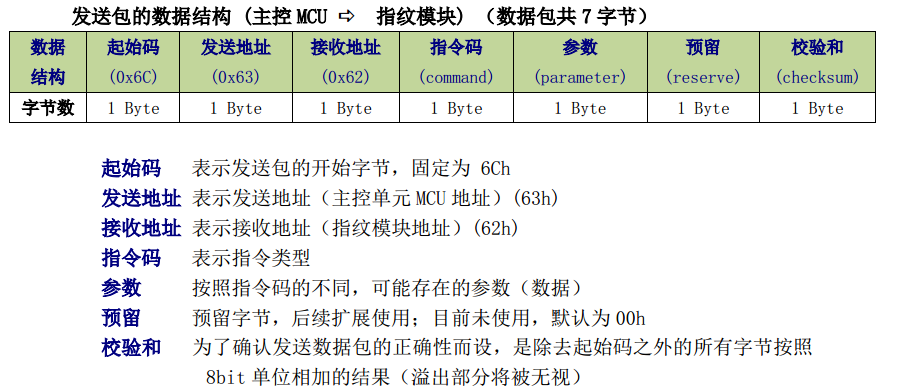 发送包的数据结构 (主控 MCU ⇨ 指纹模块) (数据包共 7 字节)
数据 起始码 发送地址 接收地址 指令码 参数 预留 校验和
结构 (0x6C) (0x63) (0x62) (command) (parameter) (reserve) (checksum)
字节数 1 Byte 1 Byte 1 Byte 1 Byte 1 Byte 1 Byte 1 Byte
起始码 表示发送包的开始字节，固定为 6Ch
发送地址 表示发送地址（主控单元 MCU 地址）(63h)
接收地址 表示接收地址（指纹模块地址）(62h)
指令码 表示指令类型
参数 按照指令码的不同，可能存在的参数（数据）
预留 预留字节，后续扩展使用；目前未使用，默认为 00h
校验和 为了确认发送数据包的正确性而设，是除去起始码之外的所有字节按照
8bit 单位相加的结果（溢出部分将被无视）